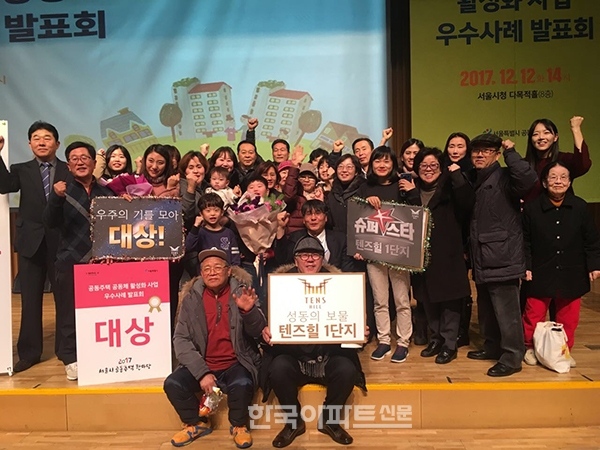 발표회
활성화 사업
우수사례 발표회
2017. 12. 12 14
서울시청 다목적홀(8층)
우주의 기를 모아
대상!
슈퍼★스타
텐즈힐 1단지
공동주택 공동체 활성화 사업
우수사례 발표회
대상
2017
TENS
HILL
성동의 보물
텐즈힐 1단지
한국아파트신문